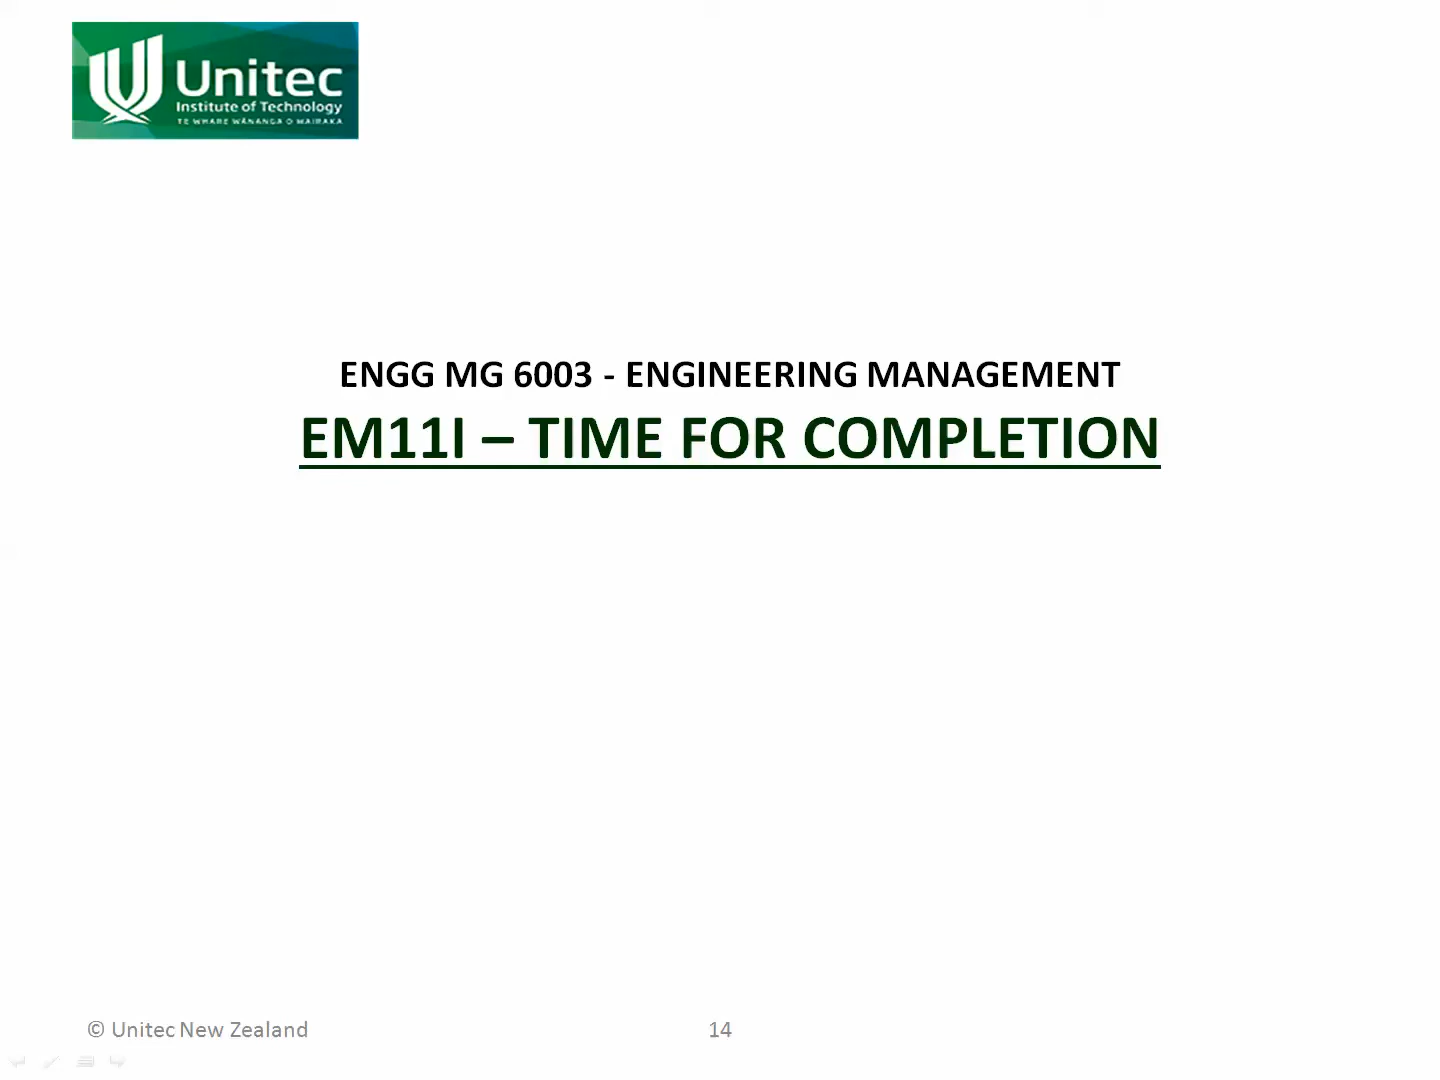 Unitec
Institute of Technology
TE WHARE WĀNANGA O WAIRAKA
ENGG MG 6003 - ENGINEERING MANAGEMENT
EM11I – TIME FOR COMPLETION
© Unitec New Zealand
14